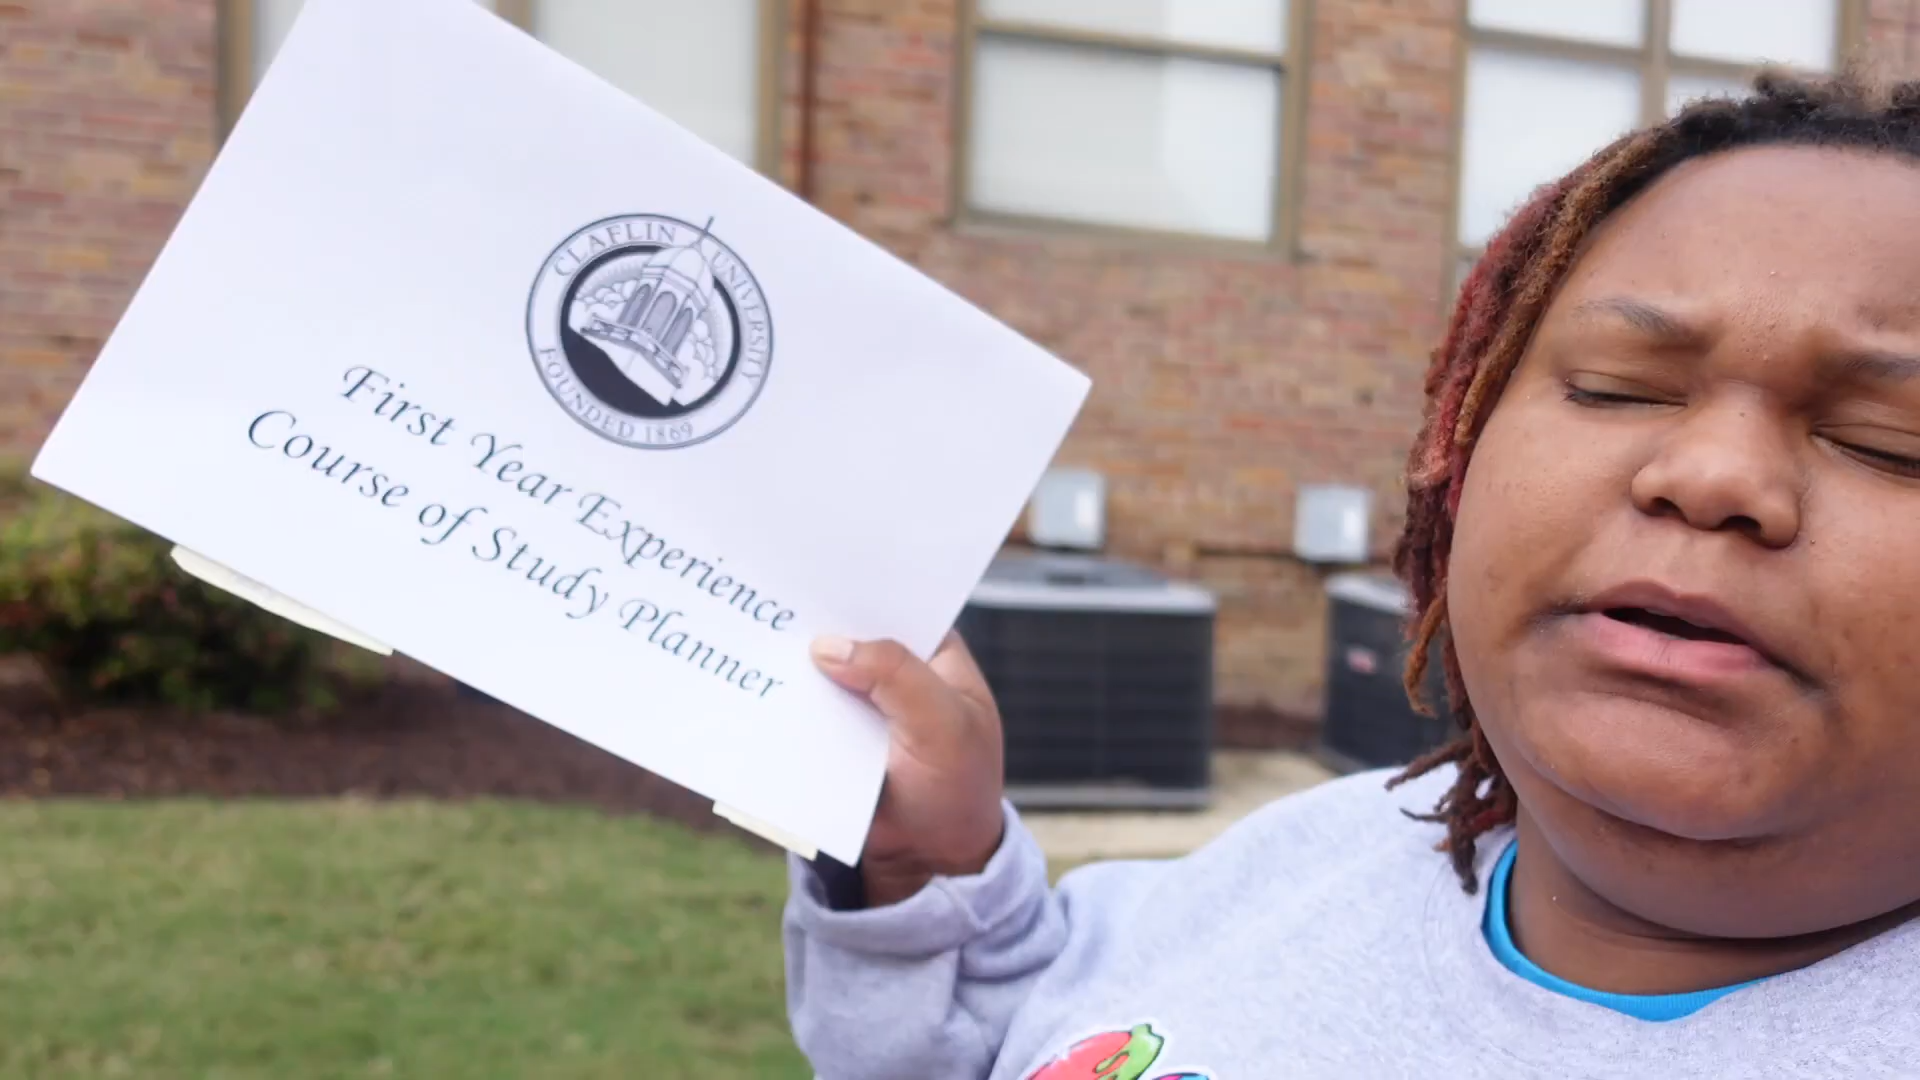 CLAFLIN UNIVERSITY
FOUNDED 1869
First Year Experience
Course of Study Planner